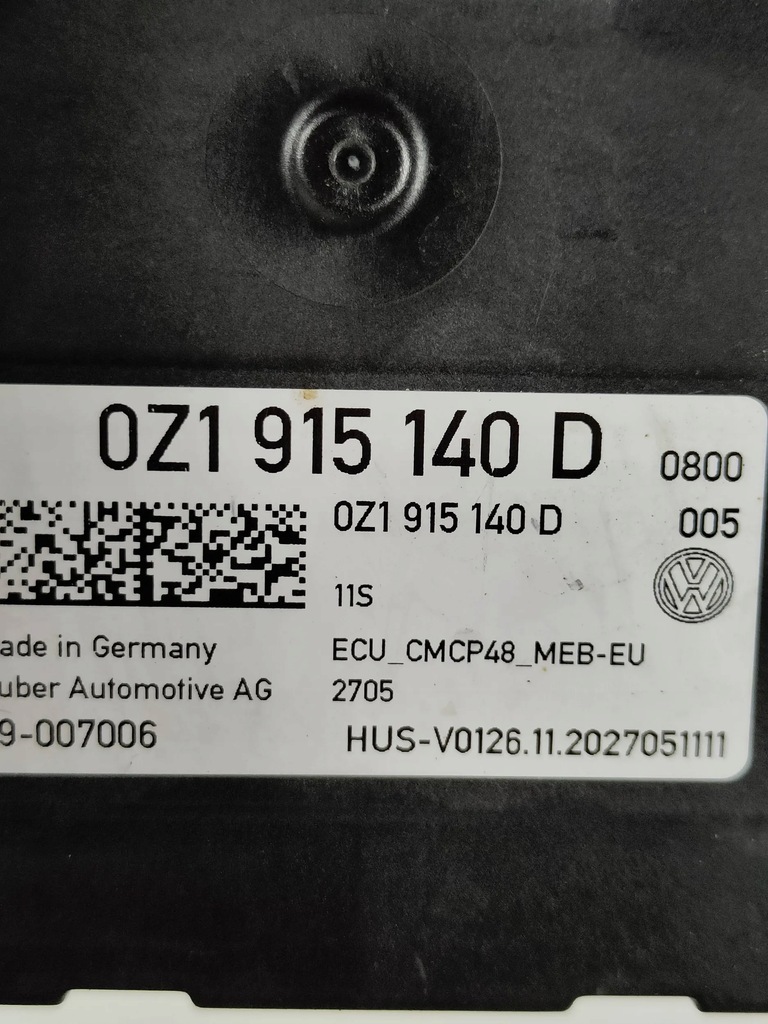 0Z1 915 140 D 0800
0Z1 915 140 D 005
11S
ade in Germany ECU_CMCP48_MEB-EU
uber Automotive AG 2705
9-007006 HUS-V0126.11.2027051111